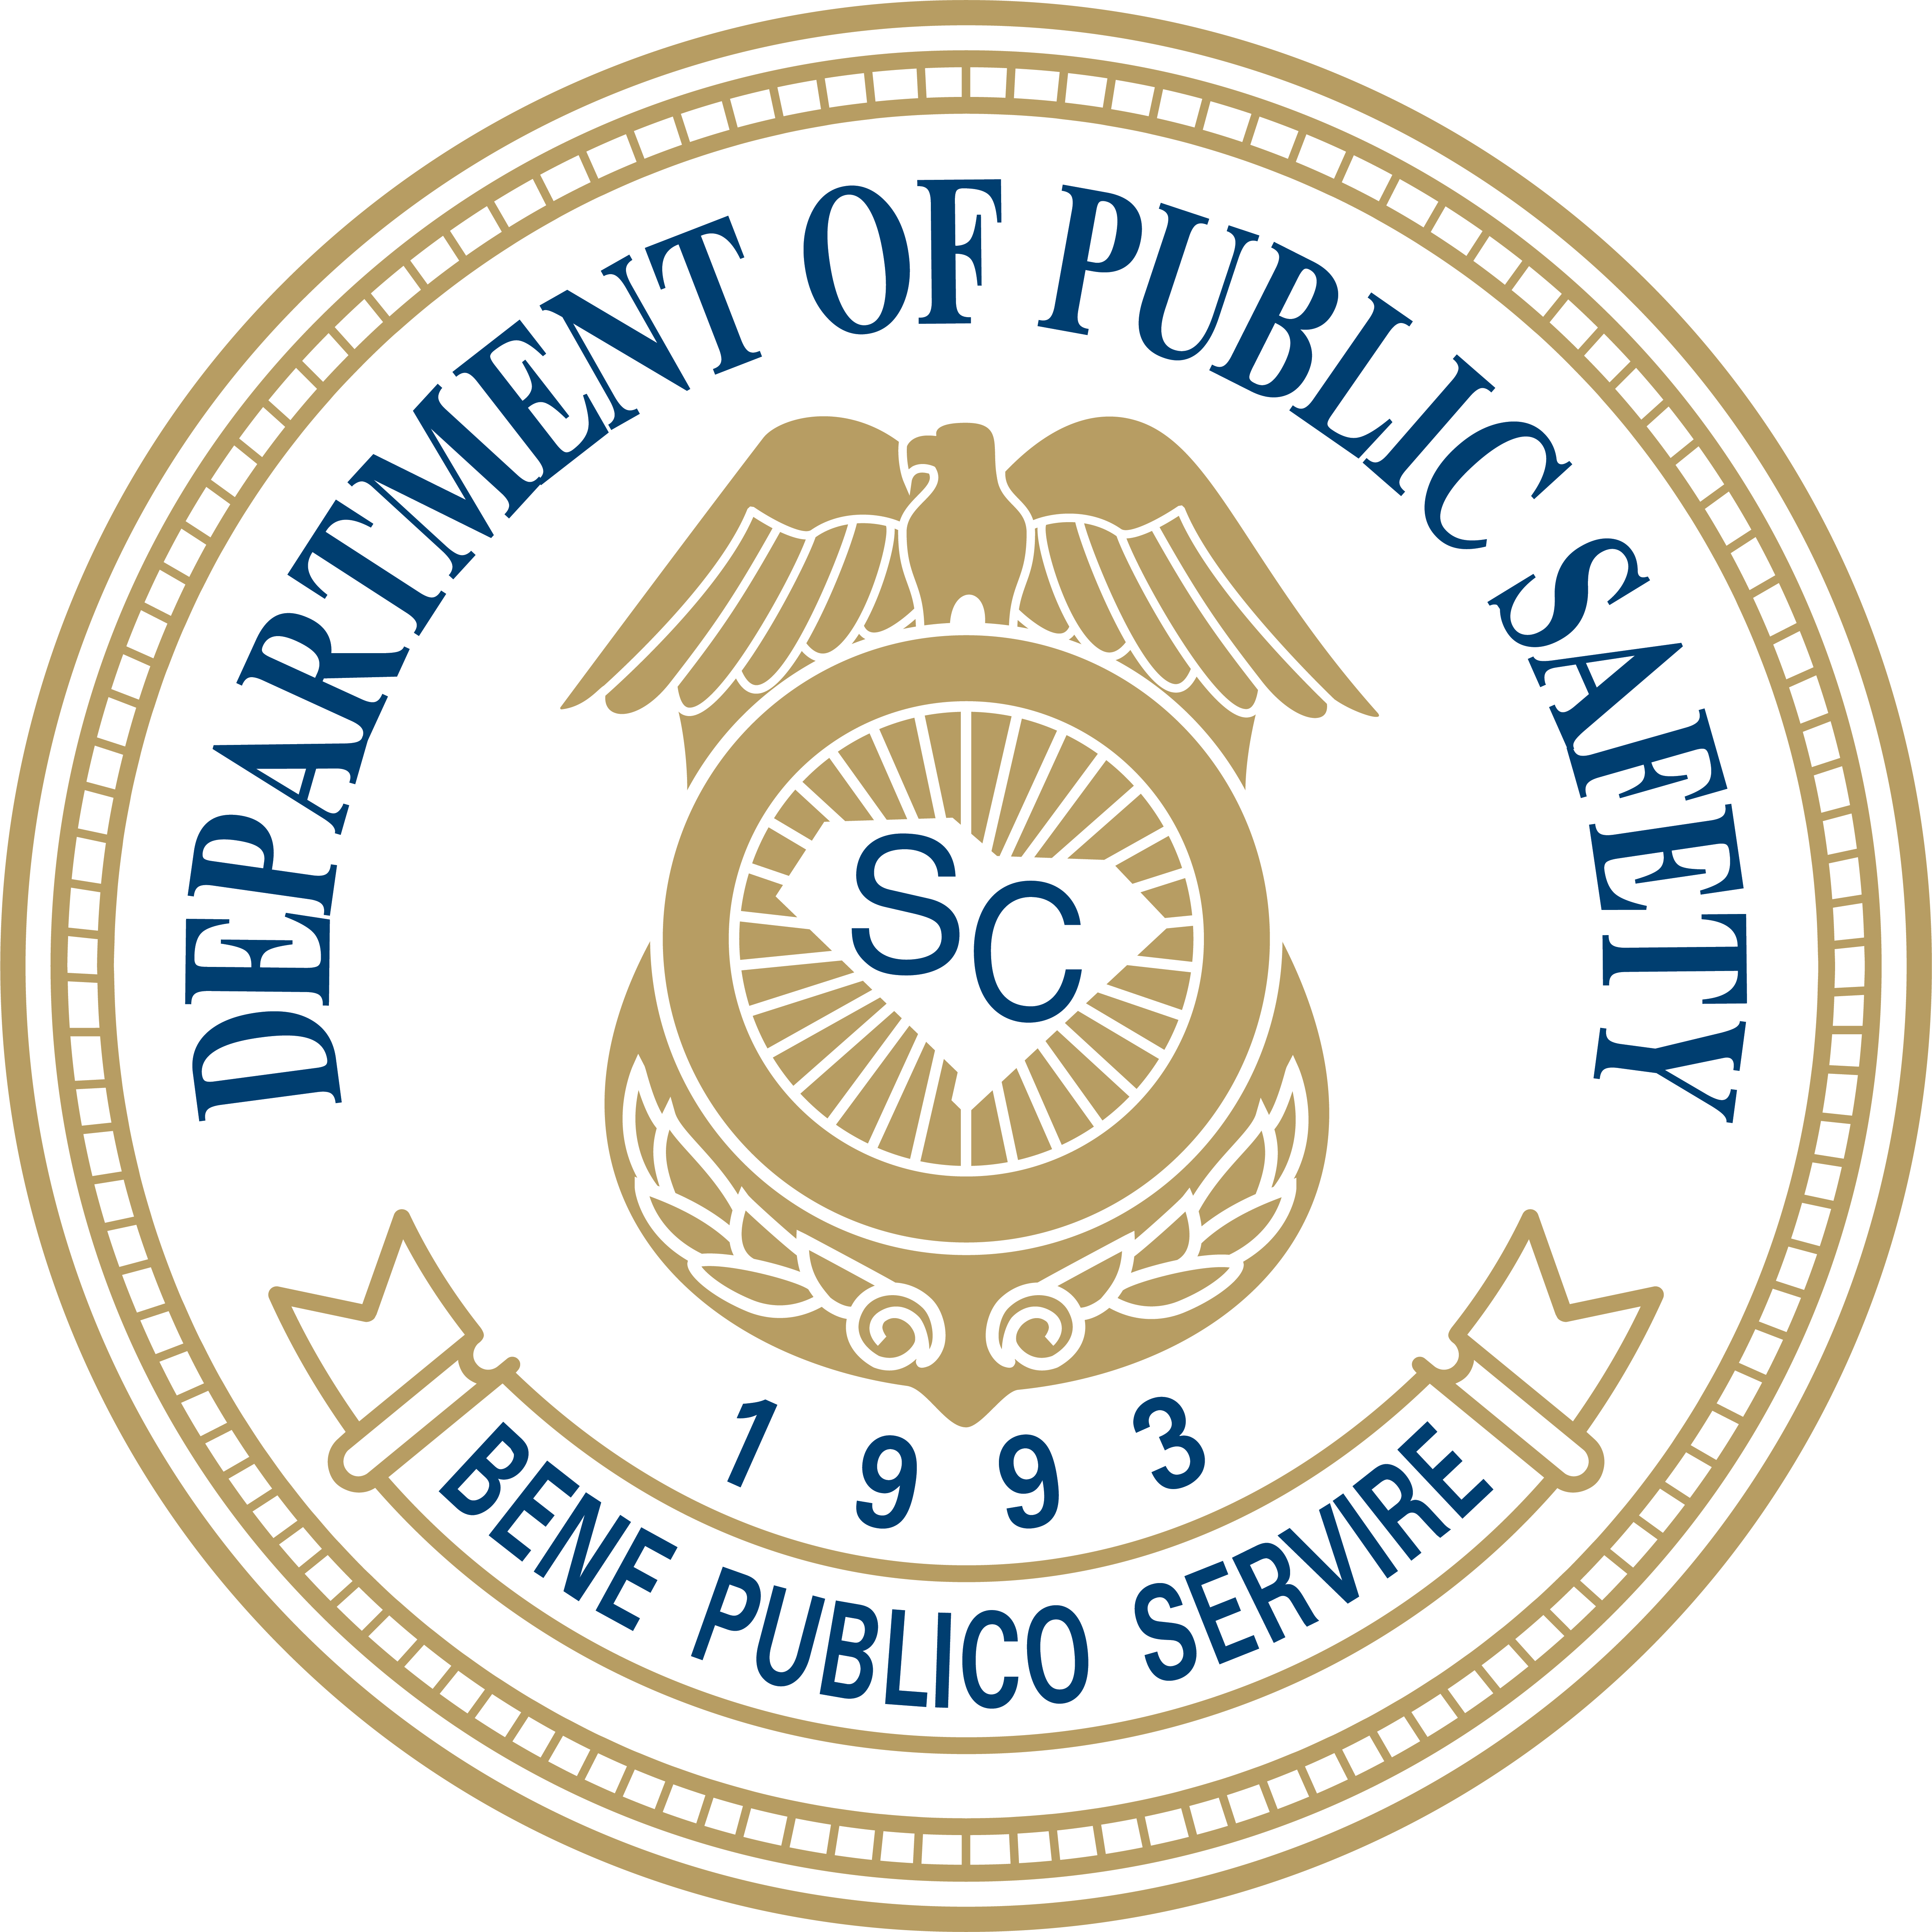 DEPARTMENT OF PUBLIC SAFETY
SC
1993
BENE PUBLICO SERVIRE